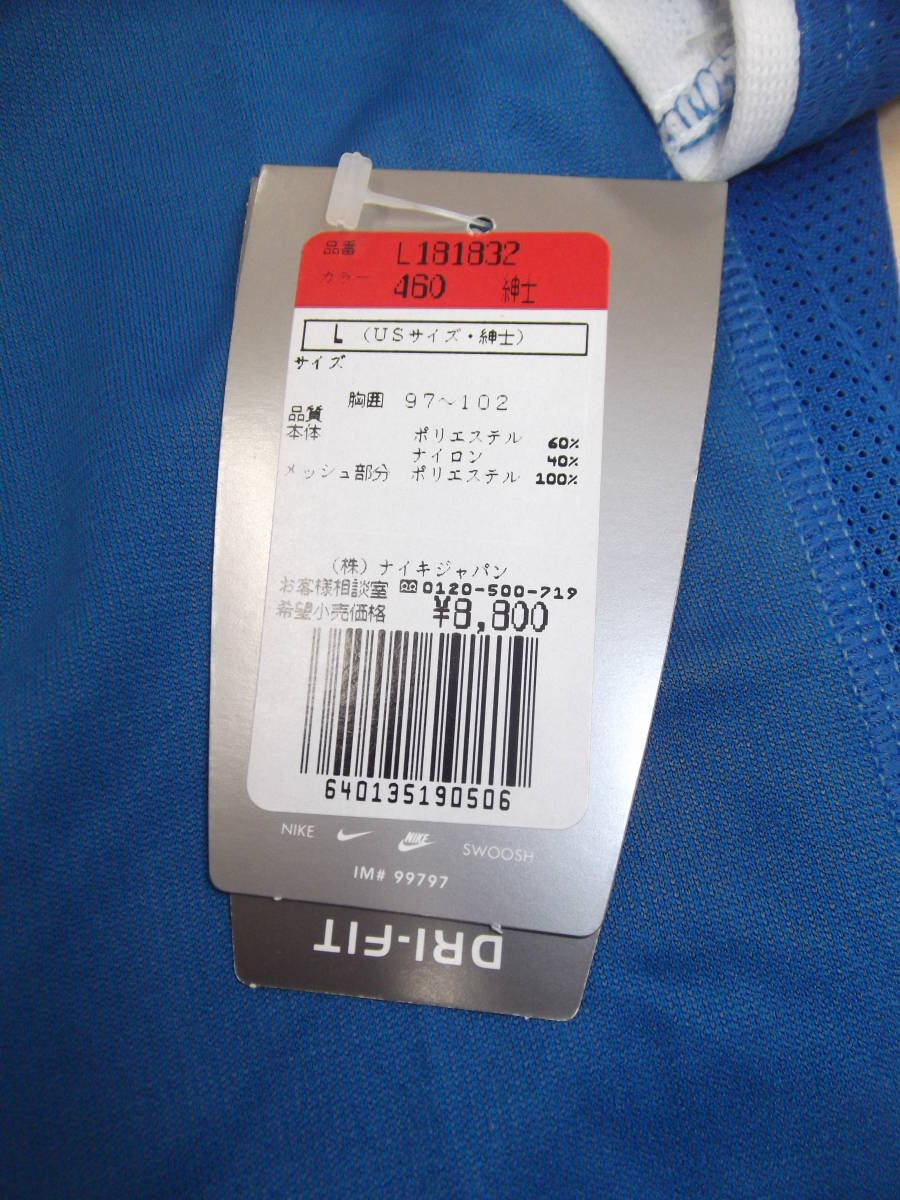 品番 L181832
カラー 460 紳士
L (USサイズ・紳士)
サイズ
胸囲 97~102
品質
本体 ポリエステル 60%
ナイロン 40%
メッシュ部分 ポリエステル 100%
(株)ナイキジャパン
お客様相談室 0120-500-719
希望小売価格 ¥8,800
640135190506
NIKE NIKE SWOOSH
IM# 99797
DRI-FIT